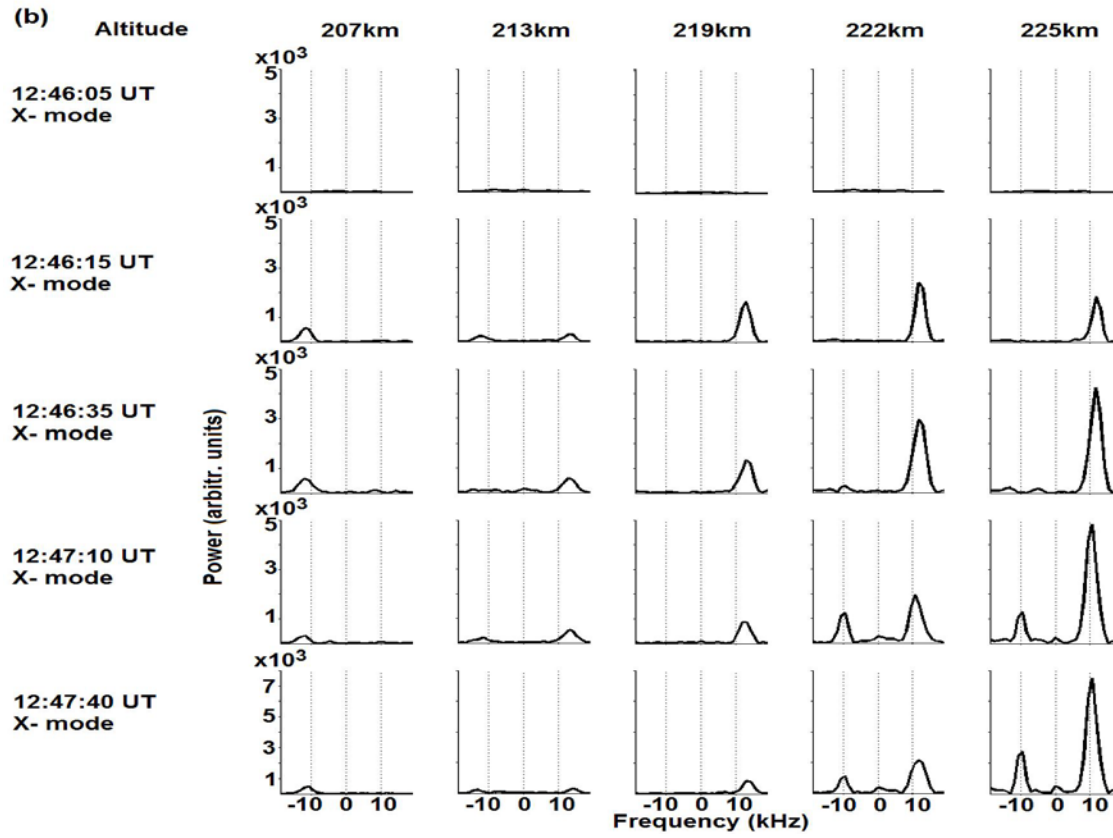 (b)
Altitude 207km 213km 219km 222km 225km
x10³
12:46:05 UT
X- mode
5
3
1
x10³
12:46:15 UT
X- mode
5
3
1
x10³
12:46:35 UT
X- mode
5
3
1
x10³
12:47:10 UT
X- mode
5
3
1
x10³
12:47:40 UT
X- mode
7
5
3
1
Power (arbitr. units)
-10 0 10 -10 0 10 -10 0 10 -10 0 10 -10 0 10
Frequency (kHz)